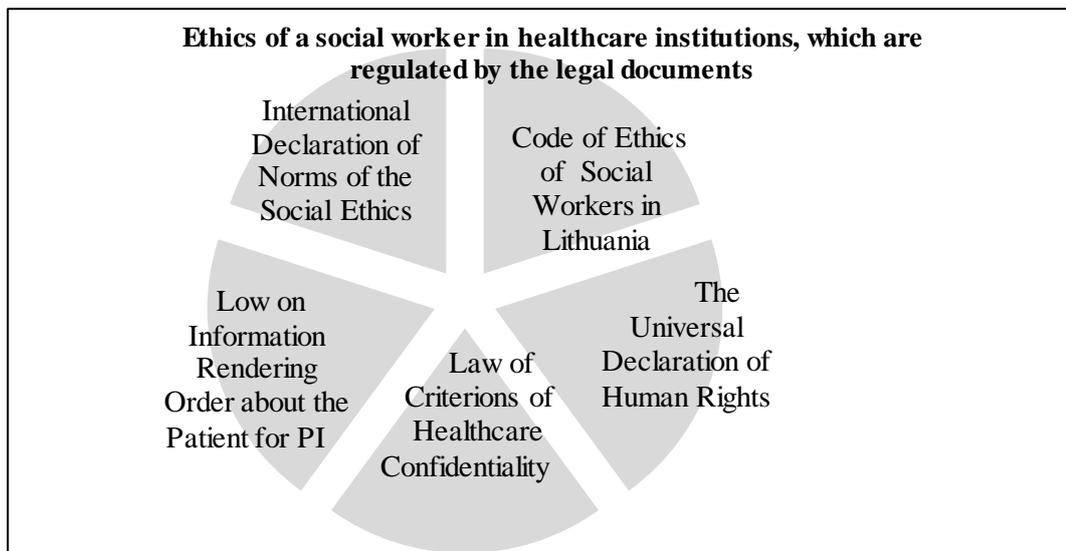 Ethics of a social worker in healthcare institutions, which are
regulated by the legal documents
International
Declaration of
Norms of the
Social Ethics
Code of Ethics
of Social
Workers in
Lithuania
The
Universal
Declaration of
Human Rights
Law of
Criterions of
Healthcare
Confidentiality
Low on
Information
Rendering
Order about the
Patient for PI